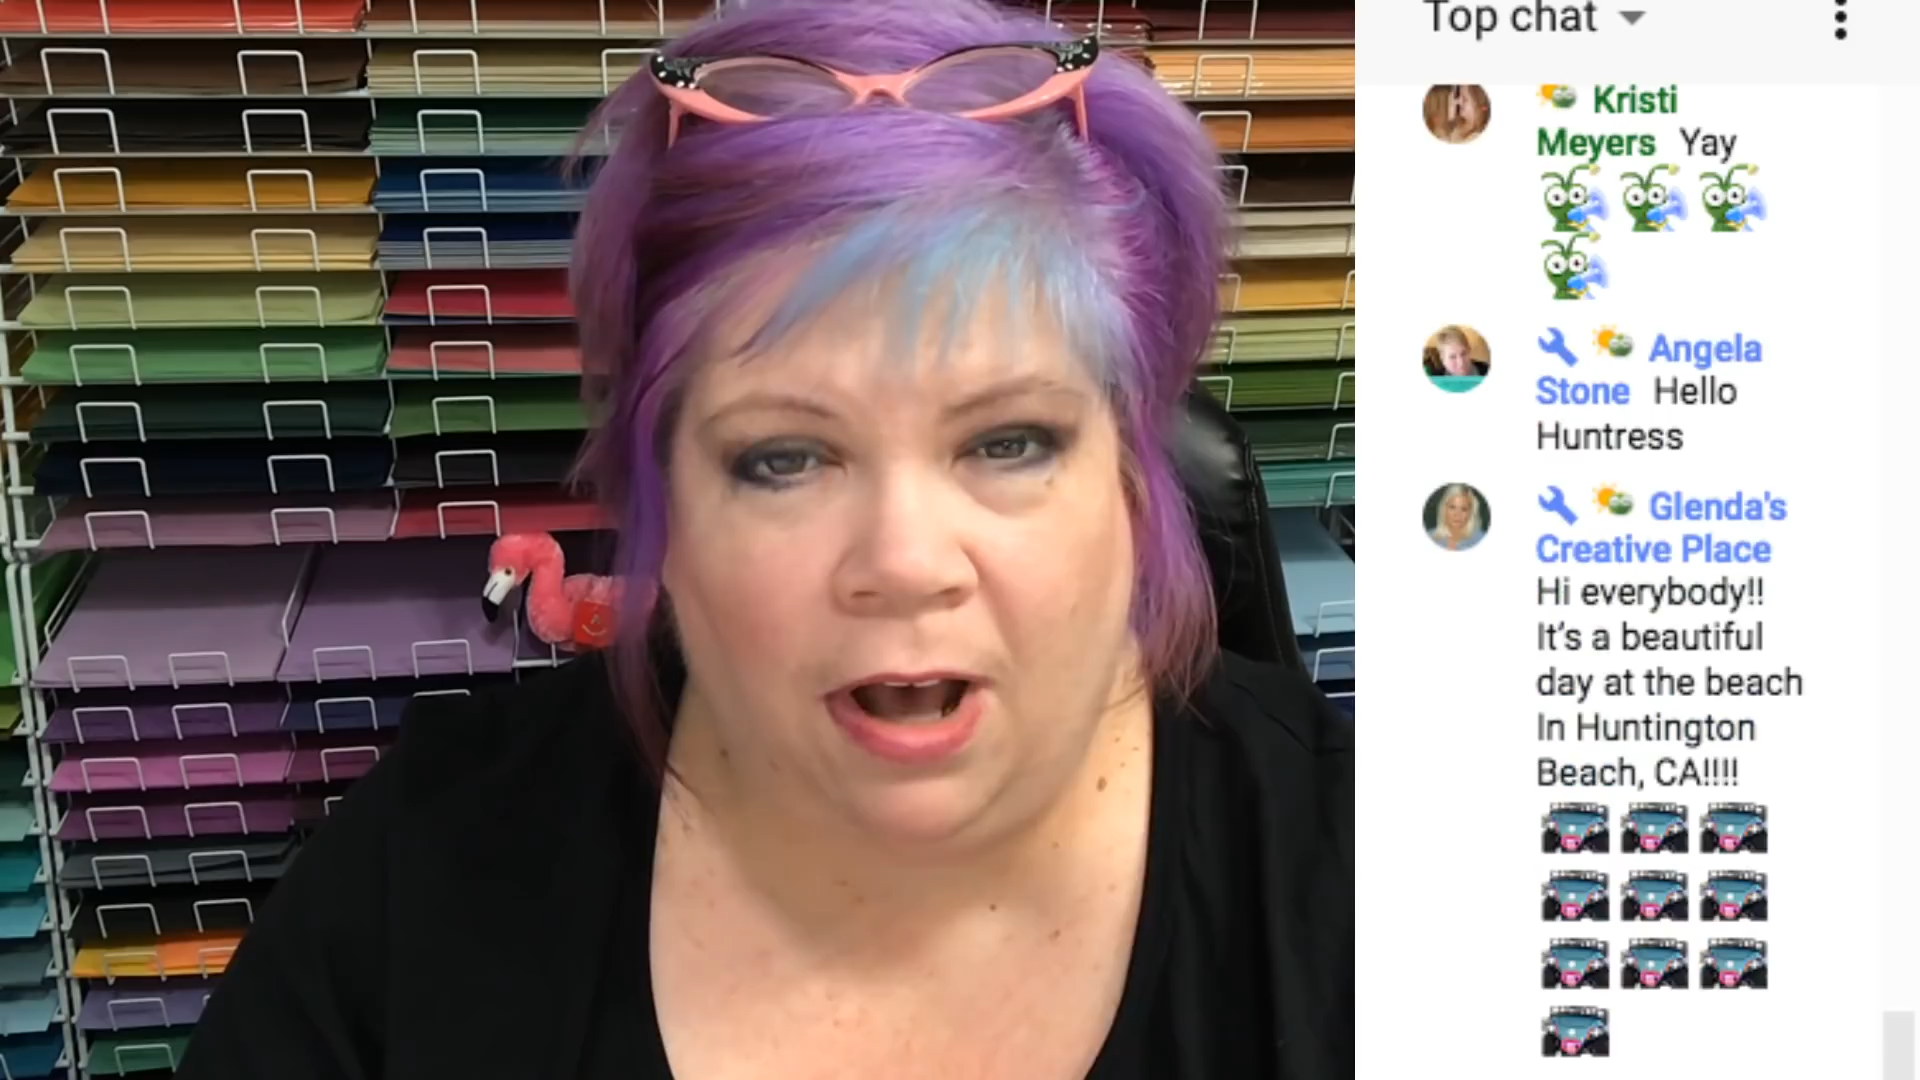 Top chat
Kristi
Meyers Yay
Angela
Stone Hello
Huntress
Glenda's
Creative Place
Hi everybody!!
It's a beautiful
day at the beach
In Huntington
Beach, CA!!!!